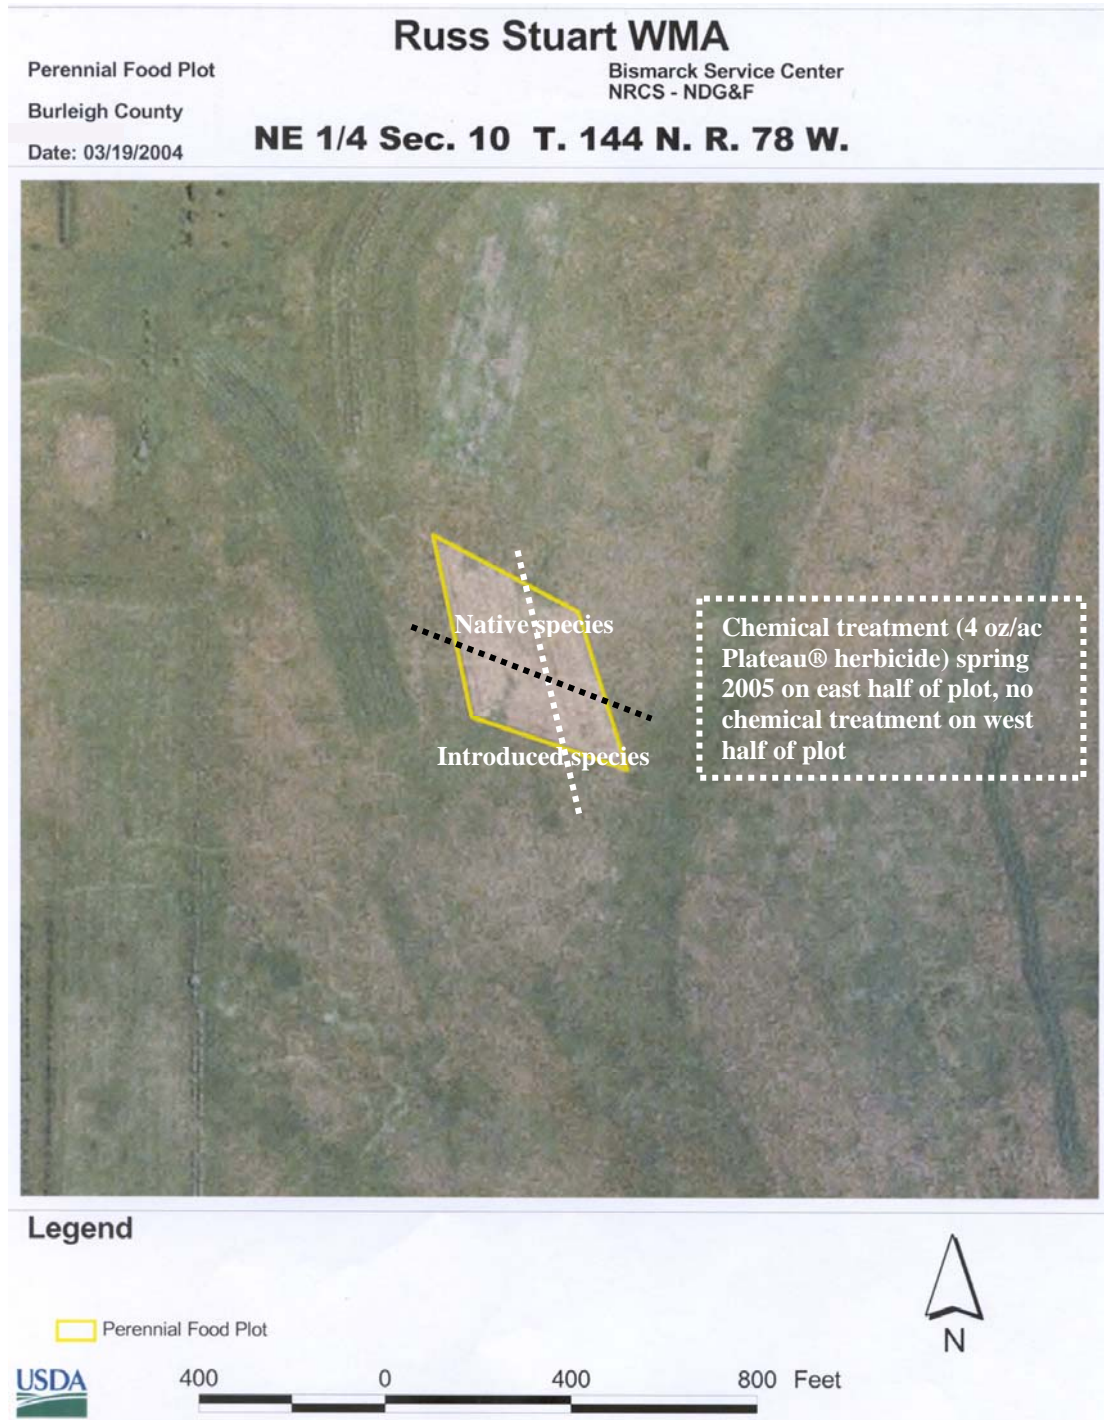 Russ Stuart WMA
Perennial Food Plot
Bismarck Service Center
NRCS - NDG&F
Burleigh County
NE 1/4 Sec. 10 T. 144 N. R. 78 W.
Date: 03/19/2004
Native species
Introduced species
Chemical treatment (4 oz/ac
Plateau® herbicide) spring
2005 on east half of plot, no
chemical treatment on west
half of plot
Legend
Perennial Food Plot
N
USDA
400 0 400 800 Feet